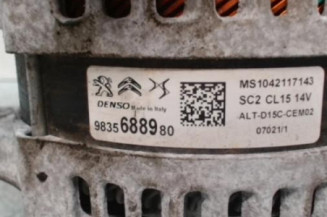 DENSO Made in Italy
9835688980
MS1042117143
SC2 CL15 14V
ALT-D15C-CEM02
07021/1